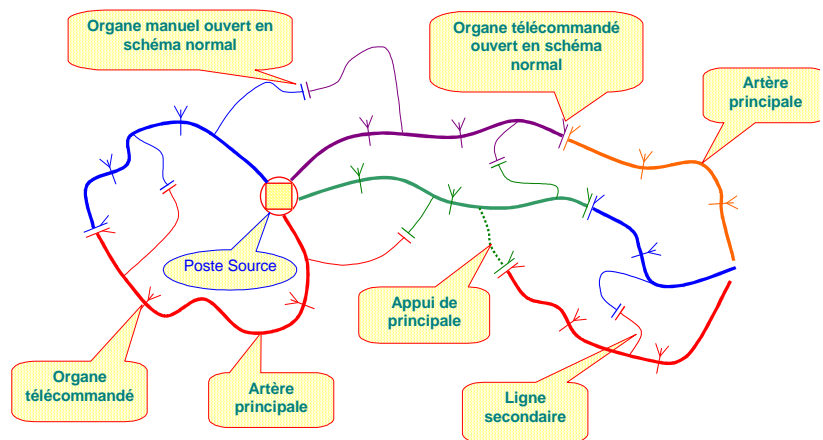 Organe manuel ouvert en
schéma normal
Organe télécommandé
ouvert en schéma
normal
Artère
principale
Poste Source
Appui de
principale
Organe
télécommandé
Artère
principale
Ligne
secondaire